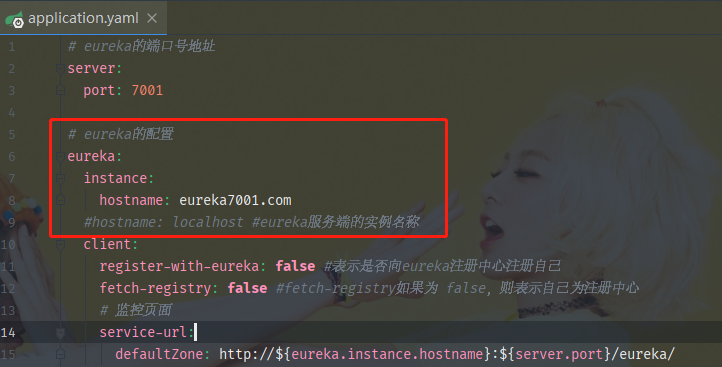 application.yaml
1 # eureka的端口号地址
2 server:
3 port: 7001
4
5 # eureka的配置
6 eureka:
7 instance:
8 hostname: eureka7001.com
9 #hostname: localhost #eureka服务端的实例名称
10 client:
11 register-with-eureka: false #表示是否向eureka注册中心注册自己
12 fetch-registry: false #fetch-registry如果为 false, 则表示自己为注册中心
13 # 监控页面
14 service-url:
15 defaultZone: http://${eureka.instance.hostname}:${server.port}/eureka/